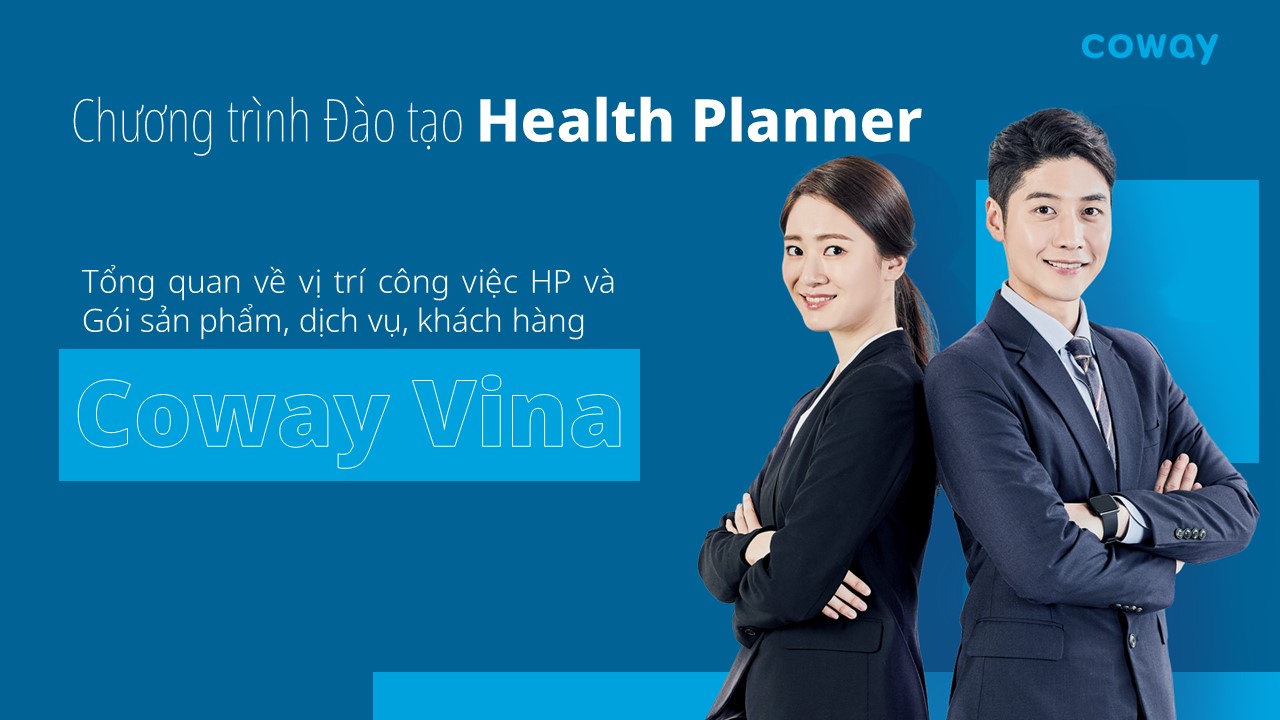 coway
Chương trình Đào tạo Health Planner
Tổng quan về vị trí công việc HP và
Gói sản phẩm, dịch vụ, khách hàng
Coway Vina